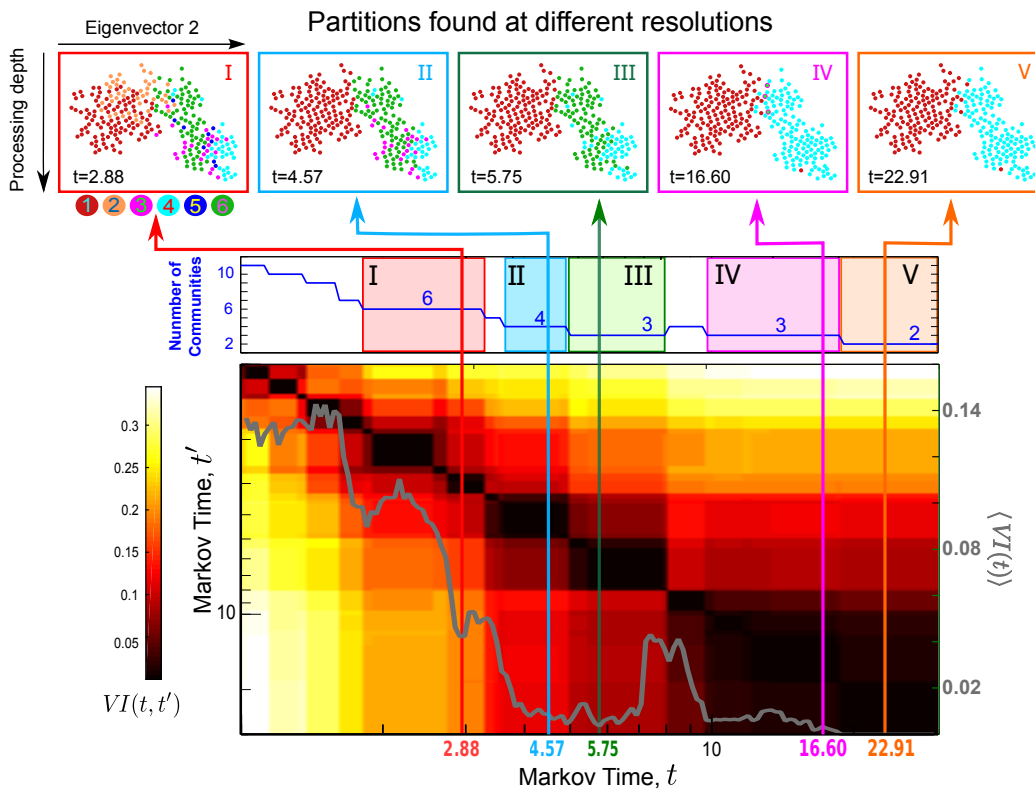 Partitions found at different resolutions
Eigenvector 2
Processing depth
I
II
III
IV
V
t=2.88
t=4.57
t=5.75
t=16.60
t=22.91
1 2 3 4 5 6
Nunmber of
Communities
10
6
2
I
II
III
IV
V
6
4
3
3
2
0.3
0.25
0.2
0.15
0.1
0.05
VI(t,t′)
Markov Time, t′
10
0.14
0.08
0.02
⟨VI(t)⟩
2.88
4.57
5.75
10
16.60
22.91
Markov Time, t